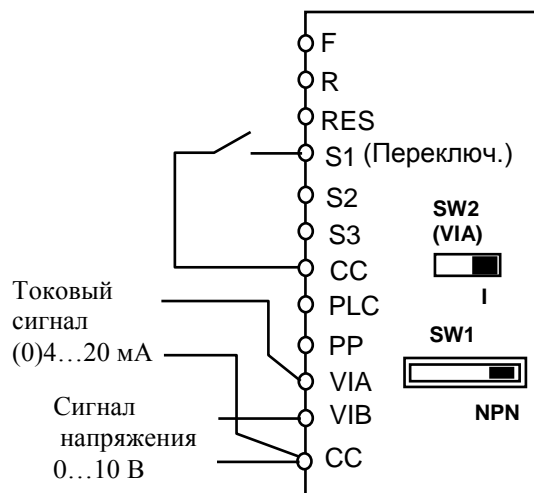 F
R
RES
S1 (Переключ.)
S2
S3
CC
PLC
PP
VIA
VIB
CC
Токовый
сигнал
(0)4…20 мА
Сигнал
напряжения
0…10 В
SW2
(VIA)
I
SW1
NPN